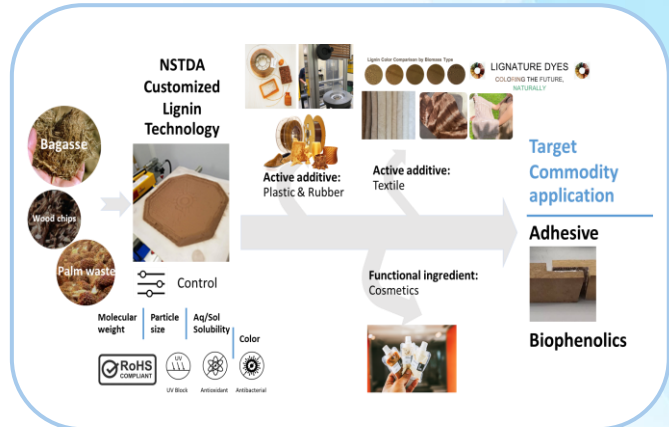 NSTDA
Customized
Lignin
Technology
Bagasse
Wood chips
Palm waste
Control
Molecular
weight
Particle
size
Aq/Sol
Solubility
Color
RoHS
COMPLIANT
UV
UV Block
Antioxidant
Antibacterial
Active additive:
Plastic & Rubber
Lignin Color Comparison by Biomass Type
LIGNATURE DYES
COLORING THE FUTURE,
NATURALLY
Active additive:
Textile
Functional ingredient:
Cosmetics
Target
Commodity
application
Adhesive
Biophenolics